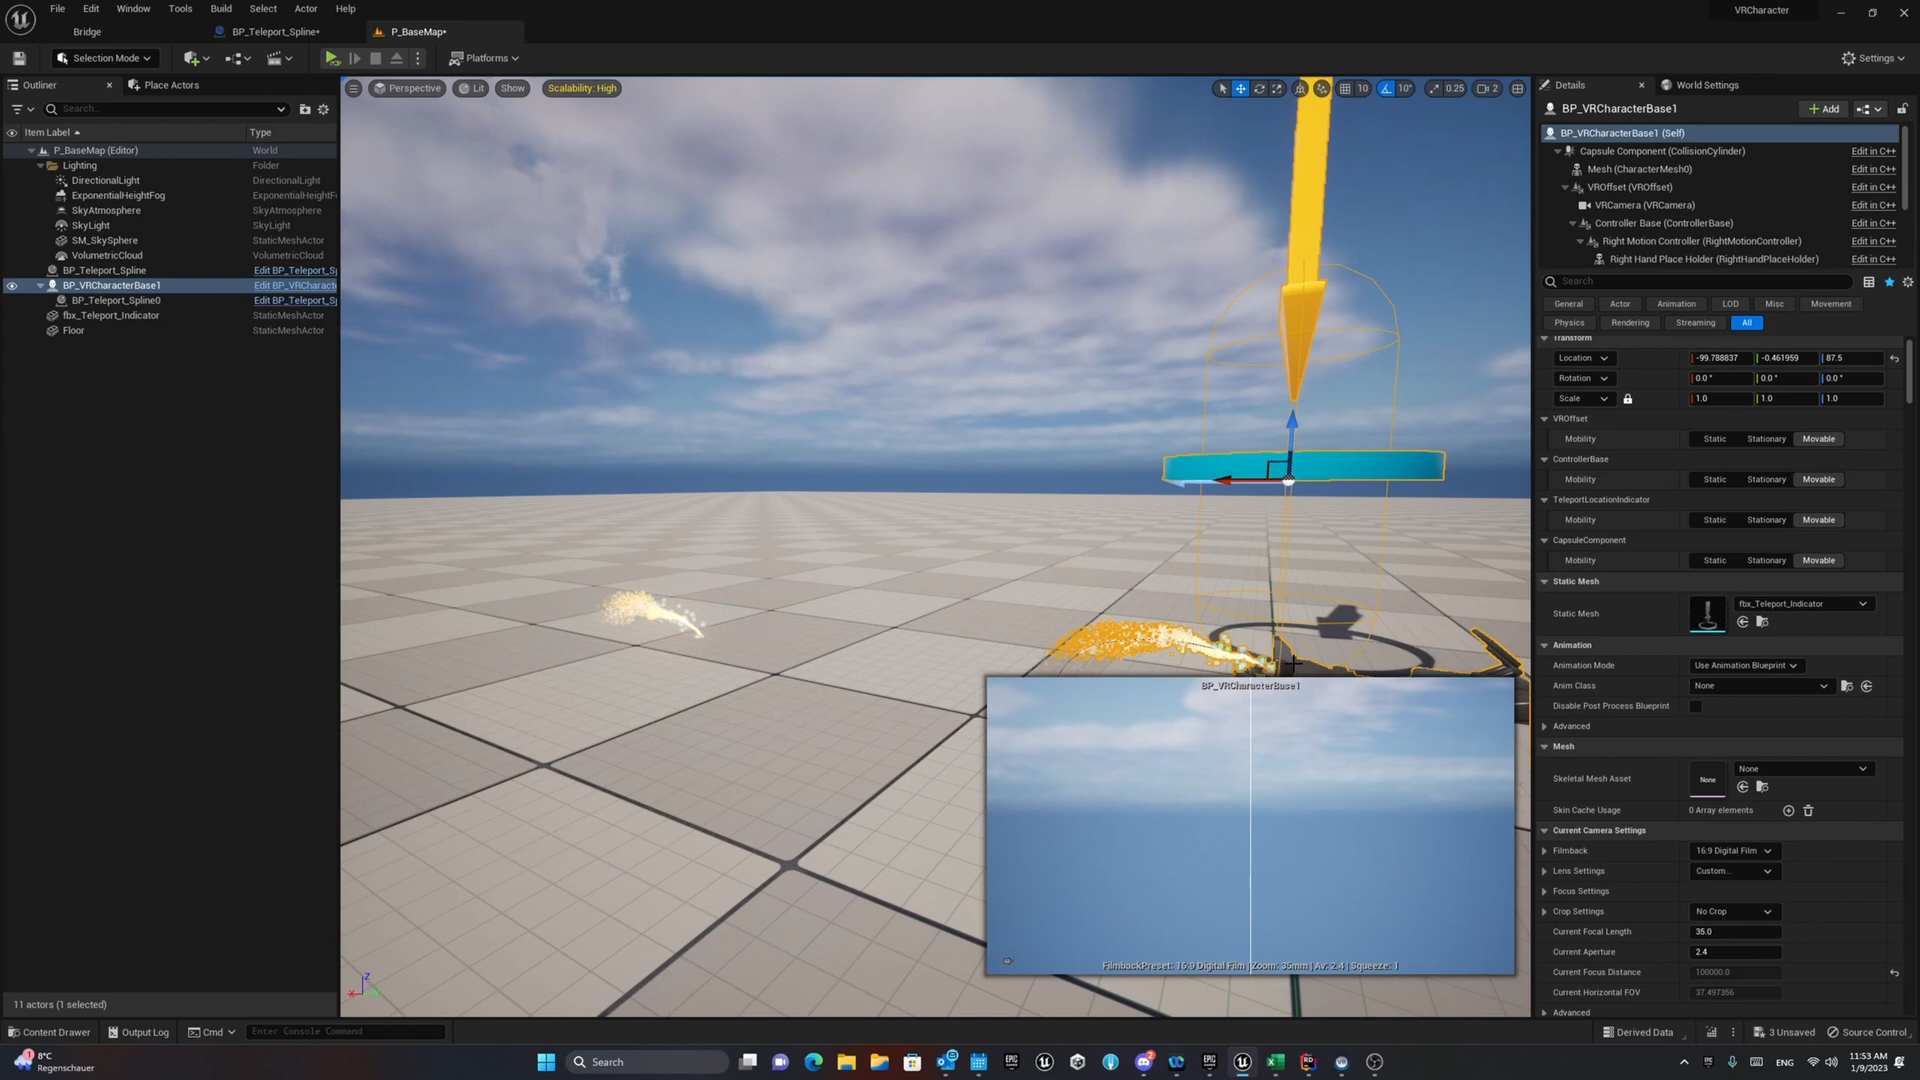 File Edit Window Tools Build Select Actor Help
VRCharacter
Bridge
BP_Teleport_Spline*
P_BaseMap*
Selection Mode
Platforms
Settings
Outliner
Place Actors
Search...
Item Label
Type
P_BaseMap (Editor) World
Lighting Folder
DirectionalLight DirectionalLight
ExponentialHeightFog ExponentialHeightFo
SkyAtmosphere SkyAtmosphere
SkyLight SkyLight
SM_SkySphere StaticMeshActor
VolumetricCloud VolumetricCloud
BP_Teleport_Spline Edit BP_Teleport_Sp
BP_VRCharacterBase1 Edit BP_VRCharacte
BP_Teleport_Spline0 Edit BP_Teleport_Sp
fbx_Teleport_Indicator StaticMeshActor
Floor StaticMeshActor
11 actors (1 selected)
Perspective Lit Show Scalability: High
10 10° 0.25 2
BP_VRCharacterBase1
FilmbackPreset: 16:9 Digital Film | Zoom: 35mm | Av: 2.4 | Squeeze: 1
Z
X
Y
Details
World Settings
BP_VRCharacterBase1
Add
BP_VRCharacterBase1 (Self)
Capsule Component (CollisionCylinder) Edit in C++
Mesh (CharacterMesh0) Edit in C++
VROffset (VROffset) Edit in C++
VRCamera (VRCamera) Edit in C++
Controller Base (ControllerBase) Edit in C++
Right Motion Controller (RightMotionController) Edit in C++
Right Hand Place Holder (RightHandPlaceHolder) Edit in C++
Search
General Actor Animation LOD Misc Movement
Physics Rendering Streaming All
Transform
Location -99.788837 -0.461959 87.5
Rotation 0.0 ° 0.0 ° 0.0 °
Scale 1.0 1.0 1.0
VROffset
Mobility Static Stationary Movable
ControllerBase
Mobility Static Stationary Movable
TeleportLocationIndicator
Mobility Static Stationary Movable
CapsuleComponent
Mobility Static Stationary Movable
Static Mesh
Static Mesh fbx_Teleport_Indicator
Animation
Animation Mode Use Animation Blueprint
Anim Class None
Disable Post Process Blueprint
Advanced
Mesh
Skeletal Mesh Asset None None
Skin Cache Usage 0 Array elements
Current Camera Settings
Filmback 16:9 Digital Film
Lens Settings Custom...
Focus Settings
Crop Settings No Crop
Current Focal Length 35.0
Current Aperture 2.4
Current Focus Distance 100000.0
Current Horizontal FOV 37.497356
Advanced
Content Drawer Output Log Cmd Enter Console Command
Derived Data 3 Unsaved Source Control
1 8°C
Regenschauer
Search
EPIC
2
EPIC
ENG
11:53 AM
1/9/2023